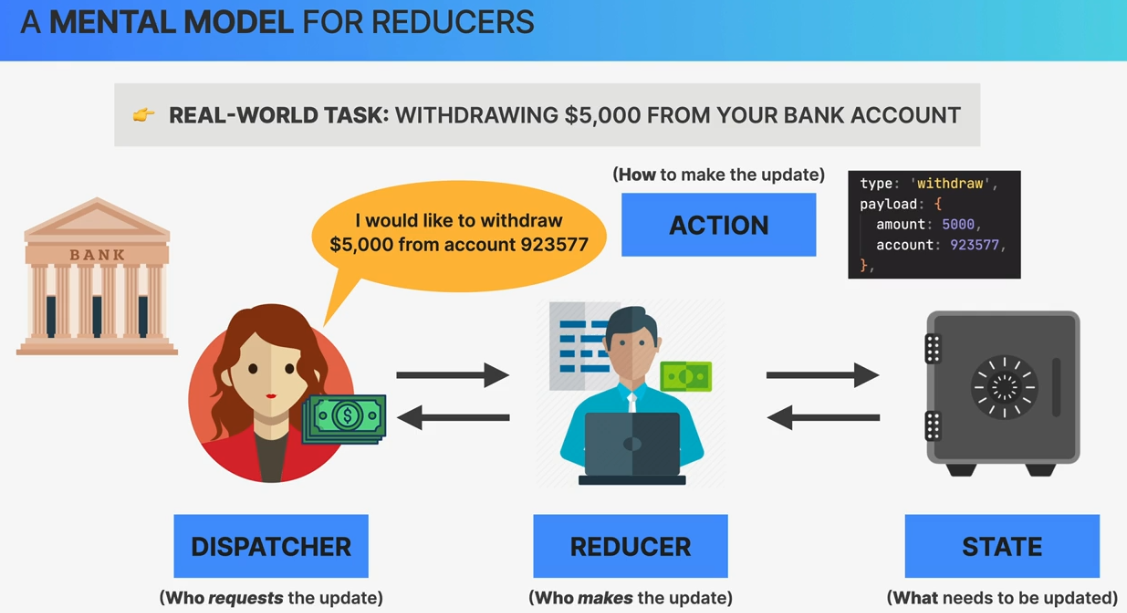 A MENTAL MODEL FOR REDUCERS
👉 REAL-WORLD TASK: WITHDRAWING $5,000 FROM YOUR BANK ACCOUNT
(How to make the update)
ACTION
type: 'withdraw',
payload: {
amount: 5000,
account: 923577,
},
I would like to withdraw
$5,000 from account 923577
BANK
$
DISPATCHER
(Who requests the update)
REDUCER
(Who makes the update)
STATE
(What needs to be updated)